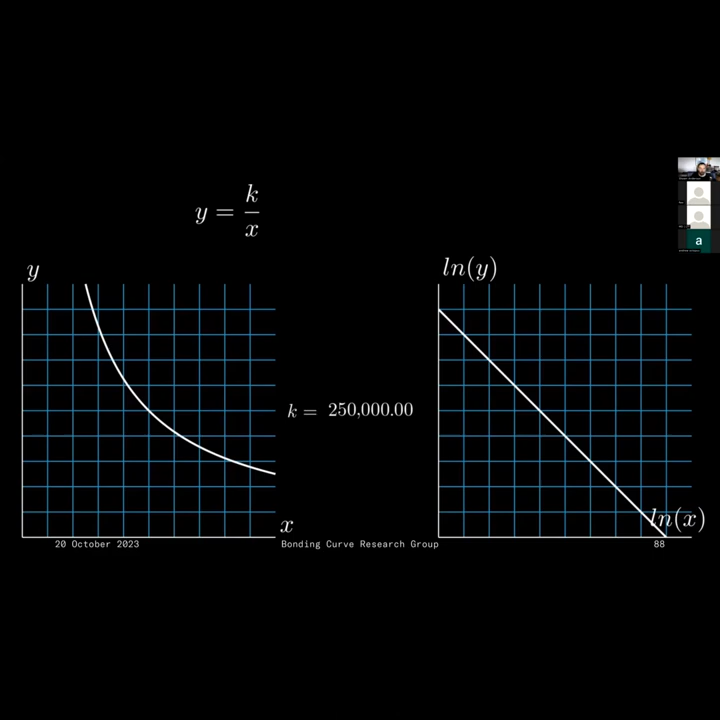 y = k/x
y
ln(y)
k = 250,000.00
x
ln(x)
20 October 2023
Bonding Curve Research Group
88
a